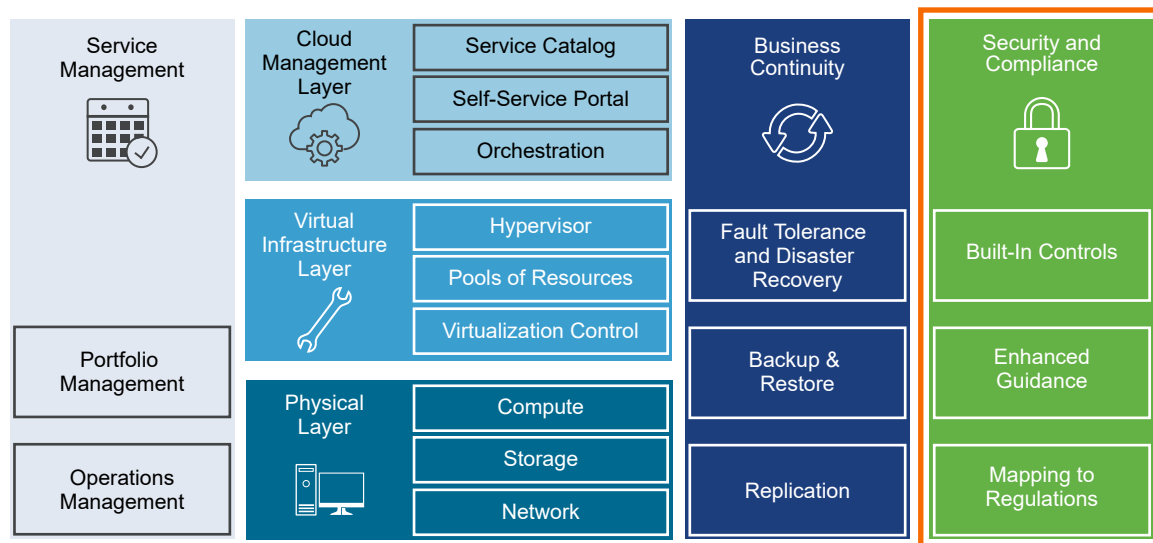 Service
Management
Portfolio
Management
Operations
Management
Cloud
Management
Layer
Service Catalog
Self-Service Portal
Orchestration
Virtual
Infrastructure
Layer
Hypervisor
Pools of Resources
Virtualization Control
Physical
Layer
Compute
Storage
Network
Business
Continuity
Fault Tolerance
and Disaster
Recovery
Backup &
Restore
Replication
Security and
Compliance
Built-In Controls
Enhanced
Guidance
Mapping to
Regulations